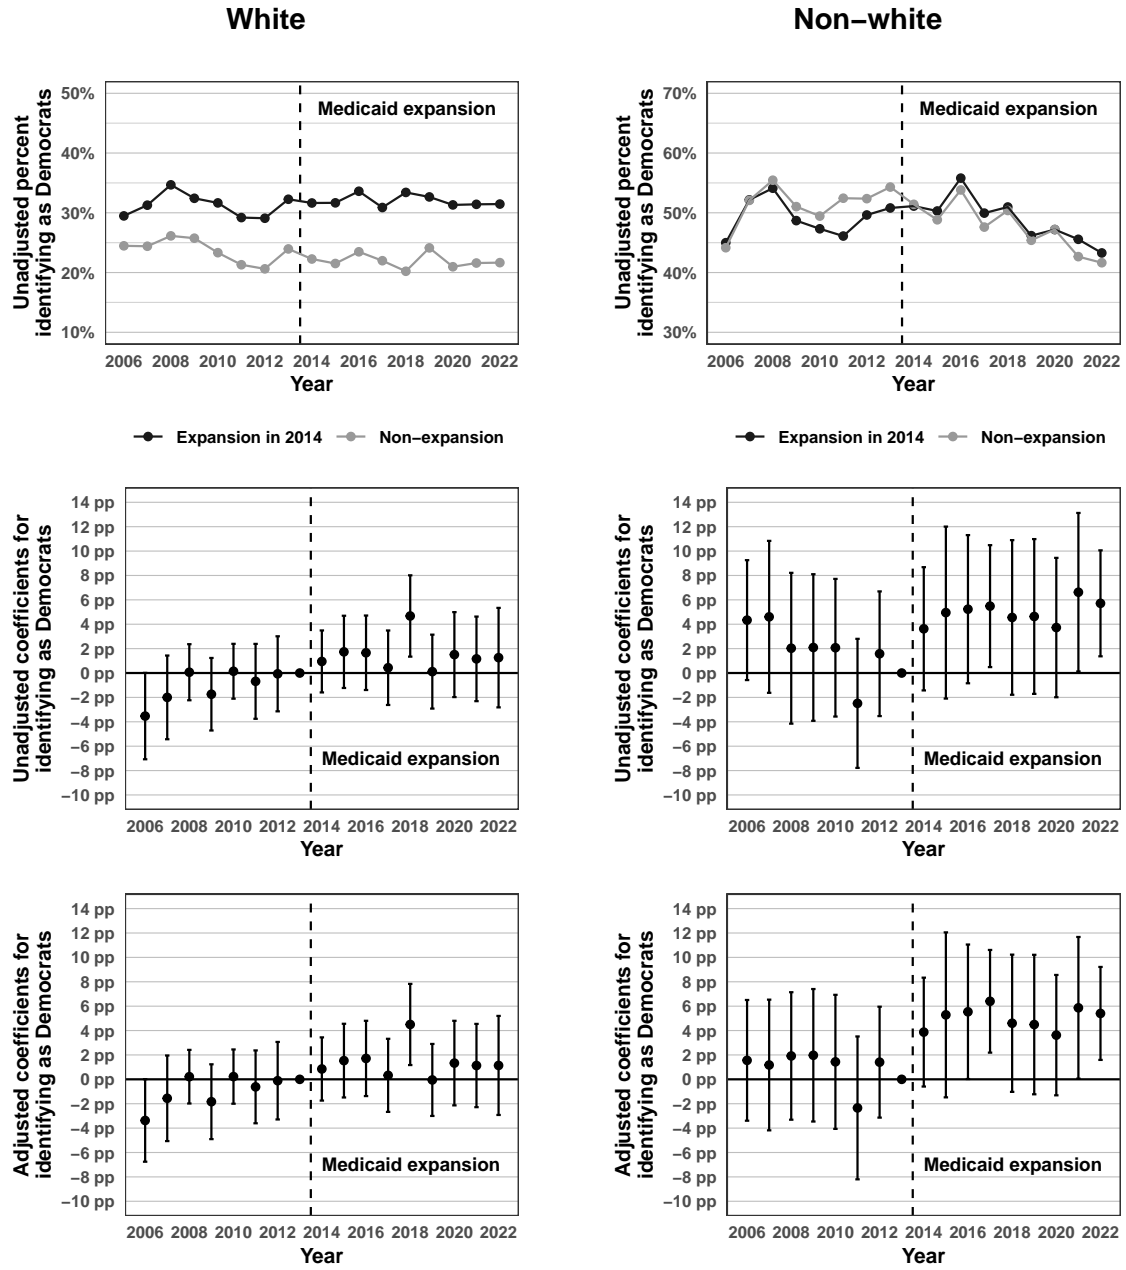 White
Non−white
Unadjusted percent
identifying as Democrats
50%
40%
30%
20%
10%
Medicaid expansion
2006 2008 2010 2012 2014 2016 2018 2020 2022
Year
Expansion in 2014 Non−expansion
Unadjusted percent
identifying as Democrats
70%
60%
50%
40%
30%
Medicaid expansion
2006 2008 2010 2012 2014 2016 2018 2020 2022
Year
Expansion in 2014 Non−expansion
Unadjusted coefficients for
identifying as Democrats
14 pp
12 pp
10 pp
8 pp
6 pp
4 pp
2 pp
0 pp
−2 pp
−4 pp
−6 pp
−8 pp
−10 pp
Medicaid expansion
2006 2008 2010 2012 2014 2016 2018 2020 2022
Year
Unadjusted coefficients for
identifying as Democrats
14 pp
12 pp
10 pp
8 pp
6 pp
4 pp
2 pp
0 pp
−2 pp
−4 pp
−6 pp
−8 pp
−10 pp
Medicaid expansion
2006 2008 2010 2012 2014 2016 2018 2020 2022
Year
Adjusted coefficients for
identifying as Democrats
14 pp
12 pp
10 pp
8 pp
6 pp
4 pp
2 pp
0 pp
−2 pp
−4 pp
−6 pp
−8 pp
−10 pp
Medicaid expansion
2006 2008 2010 2012 2014 2016 2018 2020 2022
Year
Adjusted coefficients for
identifying as Democrats
14 pp
12 pp
10 pp
8 pp
6 pp
4 pp
2 pp
0 pp
−2 pp
−4 pp
−6 pp
−8 pp
−10 pp
Medicaid expansion
2006 2008 2010 2012 2014 2016 2018 2020 2022
Year